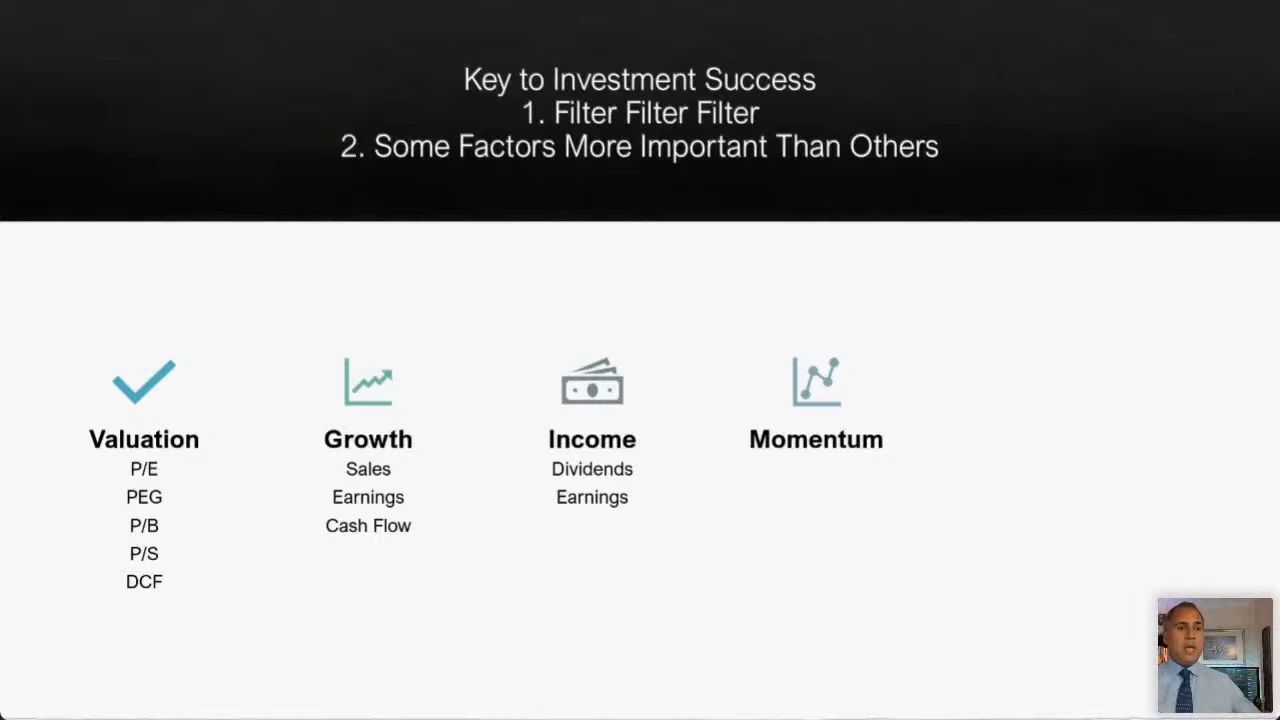 Key to Investment Success
1. Filter Filter Filter
2. Some Factors More Important Than Others
Valuation
P/E
PEG
P/B
P/S
DCF
Growth
Sales
Earnings
Cash Flow
Income
Dividends
Earnings
Momentum